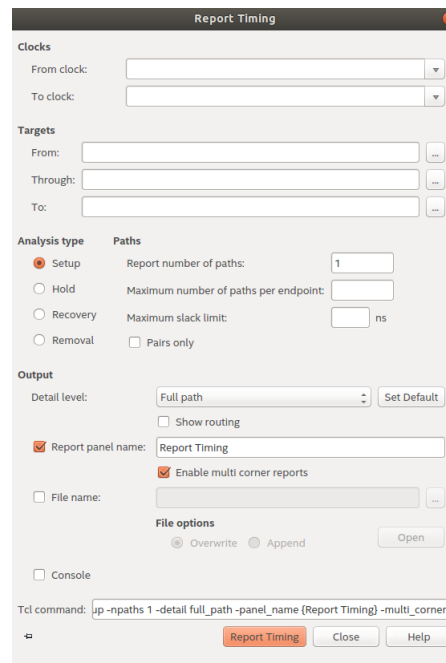 Report Timing
Clocks
From clock:
To clock:
Targets
From:
...
Through:
...
To:
...
Analysis type Paths
Setup Report number of paths: 1
Hold Maximum number of paths per endpoint:
Recovery Maximum slack limit: ns
Removal Pairs only
Output
Detail level: Full path Set Default
Show routing
Report panel name: Report Timing
Enable multi corner reports
File name: ...
File options
Overwrite Append Open
Console
Tcl command: up -npaths 1 -detail full_path -panel_name {Report Timing} -multi_corner
Report Timing Close Help